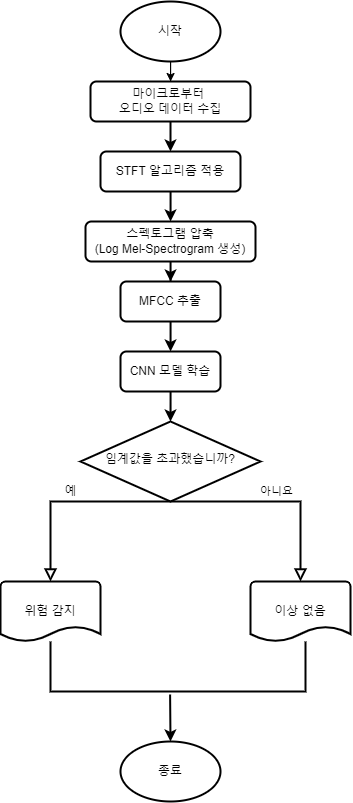 시작
마이크로부터
오디오 데이터 수집
STFT 알고리즘 적용
스펙토그램 압축
(Log Mel-Spectrogram 생성)
MFCC 추출
CNN 모델 학습
임계값을 초과했습니까?
예
아니요
위험 감지
이상 없음
종료